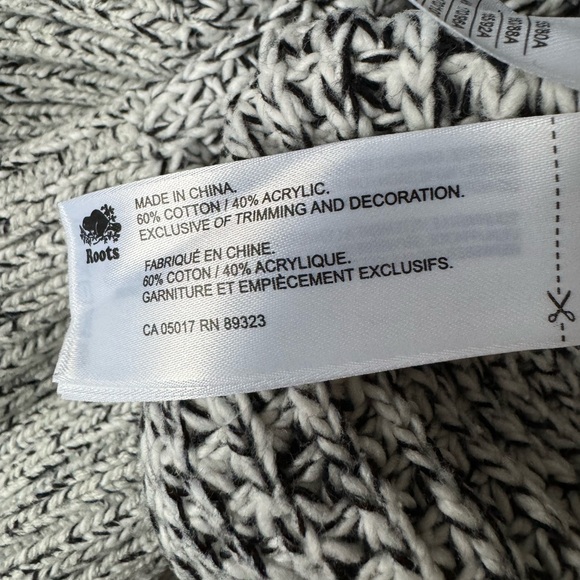 MADE IN CHINA.
60% COTTON / 40% ACRYLIC.
EXCLUSIVE OF TRIMMING AND DECORATION.
Roots
FABRIQUÉ EN CHINE.
60% COTON / 40% ACRYLIQUE.
GARNITURE ET EMPIÈCEMENT EXCLUSIFS.
CA 05017 RN 89323